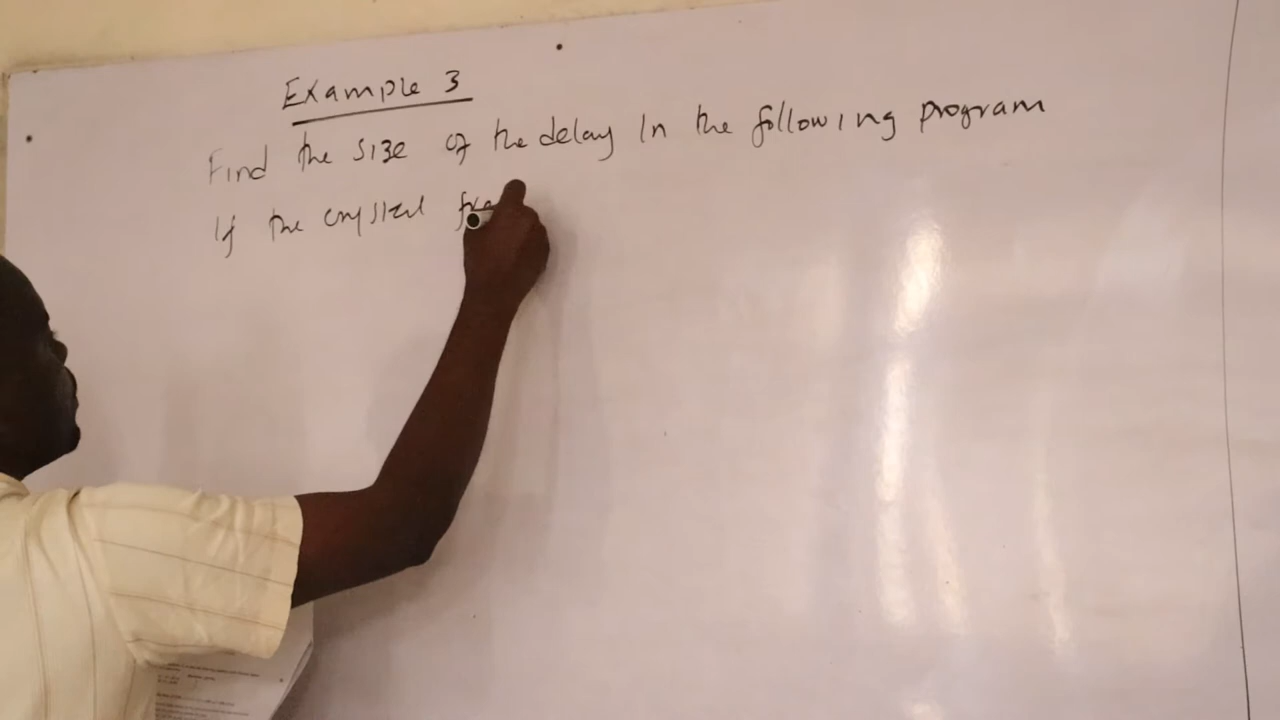 Example 3
Find the size of the delay in the following program
If the crystal fre